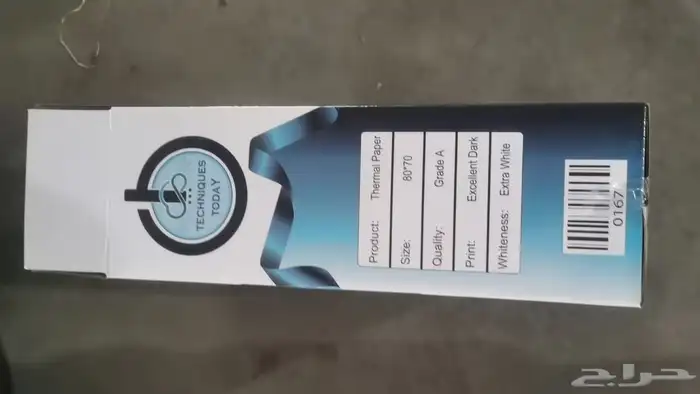 TECHNIQUES
TODAY
Product: Thermal Paper
Size: 80*70
Quality: Grade A
Print: Excellent Dark
Whiteness: Extra White
0167
حراج